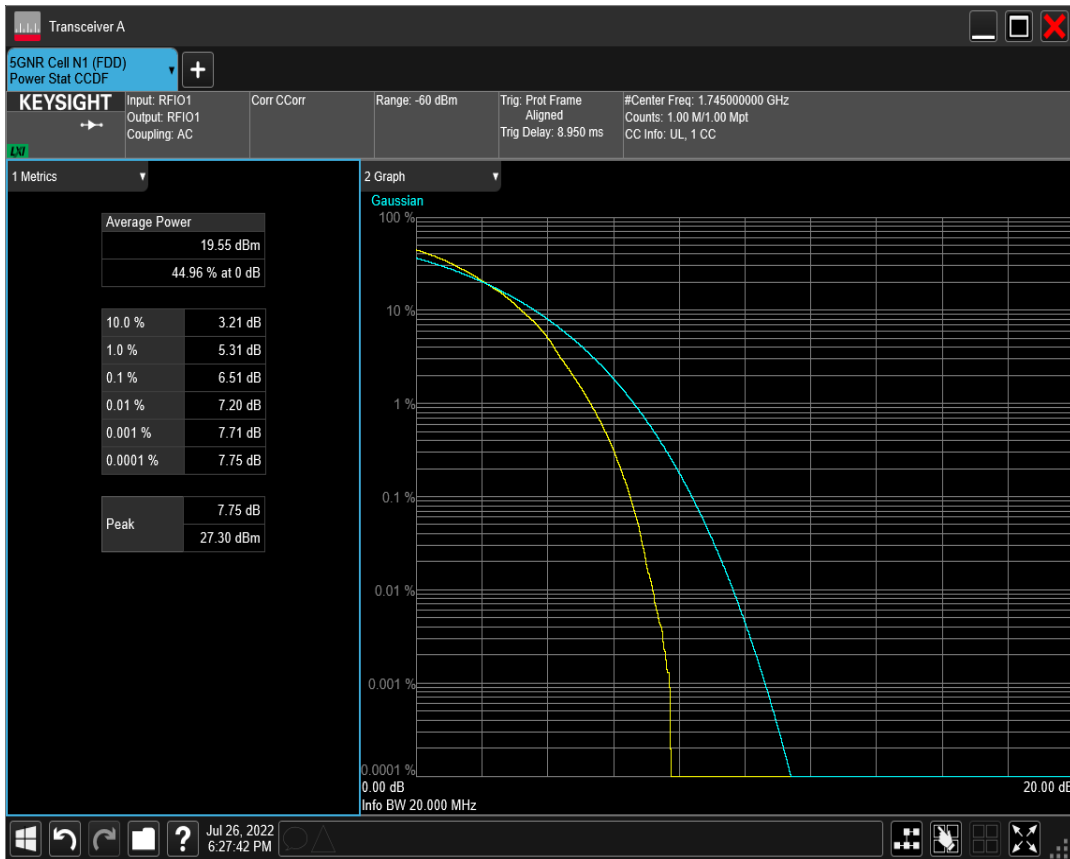 Transceiver A
5GNR Cell N1 (FDD)
Power Stat CCDF
+
KEYSIGHT
LXI
Input: RFIO1
Output: RFIO1
Coupling: AC
Corr CCorr
Range: -60 dBm
Trig: Prot Frame
Aligned
Trig Delay: 8.950 ms
#Center Freq: 1.745000000 GHz
Counts: 1.00 M/1.00 Mpt
CC Info: UL, 1 CC
1 Metrics
Average Power
19.55 dBm
44.96 % at 0 dB
10.0 % 3.21 dB
1.0 % 5.31 dB
0.1 % 6.51 dB
0.01 % 7.20 dB
0.001 % 7.71 dB
0.0001 % 7.75 dB
Peak
7.75 dB
27.30 dBm
2 Graph
Gaussian
100 %
10 %
1 %
0.1 %
0.01 %
0.001 %
0.0001 %
0.00 dB 20.00 dB
Info BW 20.000 MHz
?
Jul 26, 2022
6:27:42 PM